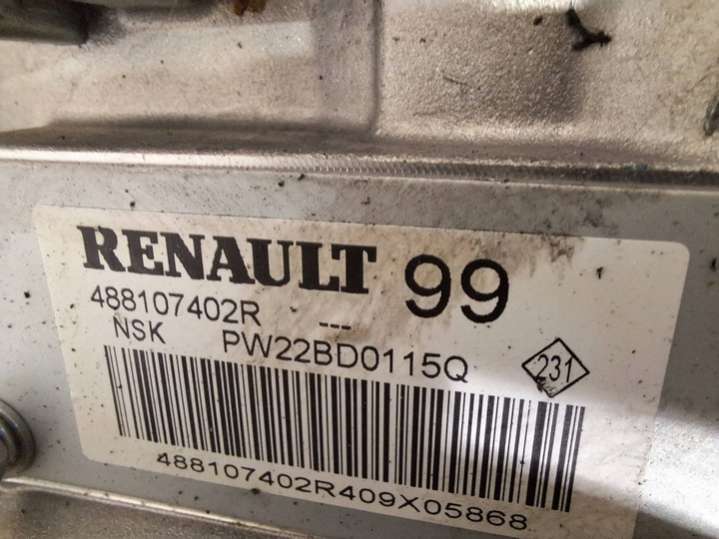 RENAULT 99
488107402R ---
NSK PW22BD0115Q 231
488107402R409X05868